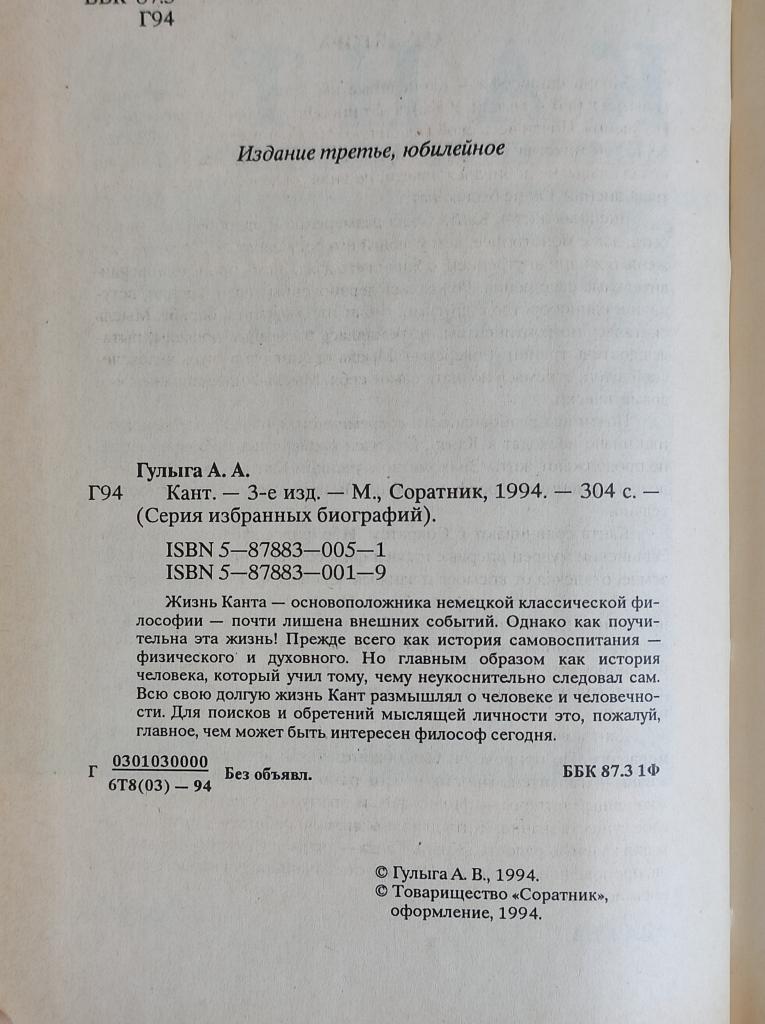 ББК 87.3
Г94
Издание третье, юбилейное
Гулыга А. А.
Г94 Кант. — 3-е изд. — М., Соратник, 1994. — 304 с. —
(Серия избранных биографий).
ISBN 5—87883—005—1
ISBN 5—87883—001—9
Жизнь Канта — основоположника немецкой классической фи-
лософии — почти лишена внешних событий. Однако как поучи-
тельна эта жизнь! Прежде всего как история самовоспитания —
физического и духовного. Но главным образом как история
человека, который учил тому, чему неукоснительно следовал сам.
Всю свою долгую жизнь Кант размышлял о человеке и человечно-
сти. Для поисков и обретений мыслящей личности это, пожалуй,
главное, чем может быть интересен философ сегодня.
Г 0301030000 Без объявл. ББК 87.3 1Ф
6Т8(03) — 94
© Гулыга А. В., 1994.
© Товарищество «Соратник»,
оформление, 1994.